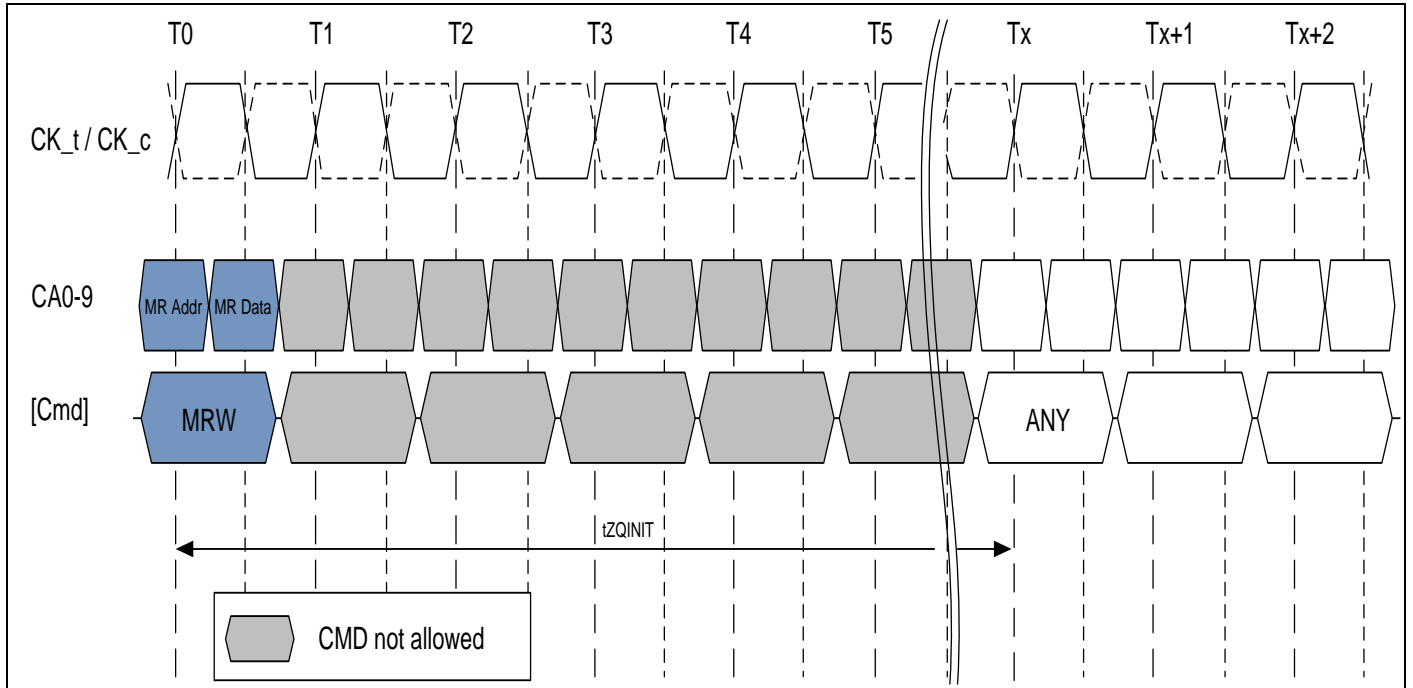 T0 T1 T2 T3 T4 T5 Tx Tx+1 Tx+2
CK_t / CK_c
CA0-9 MR Addr MR Data
[Cmd] MRW ANY
tZQINIT
CMD not allowed